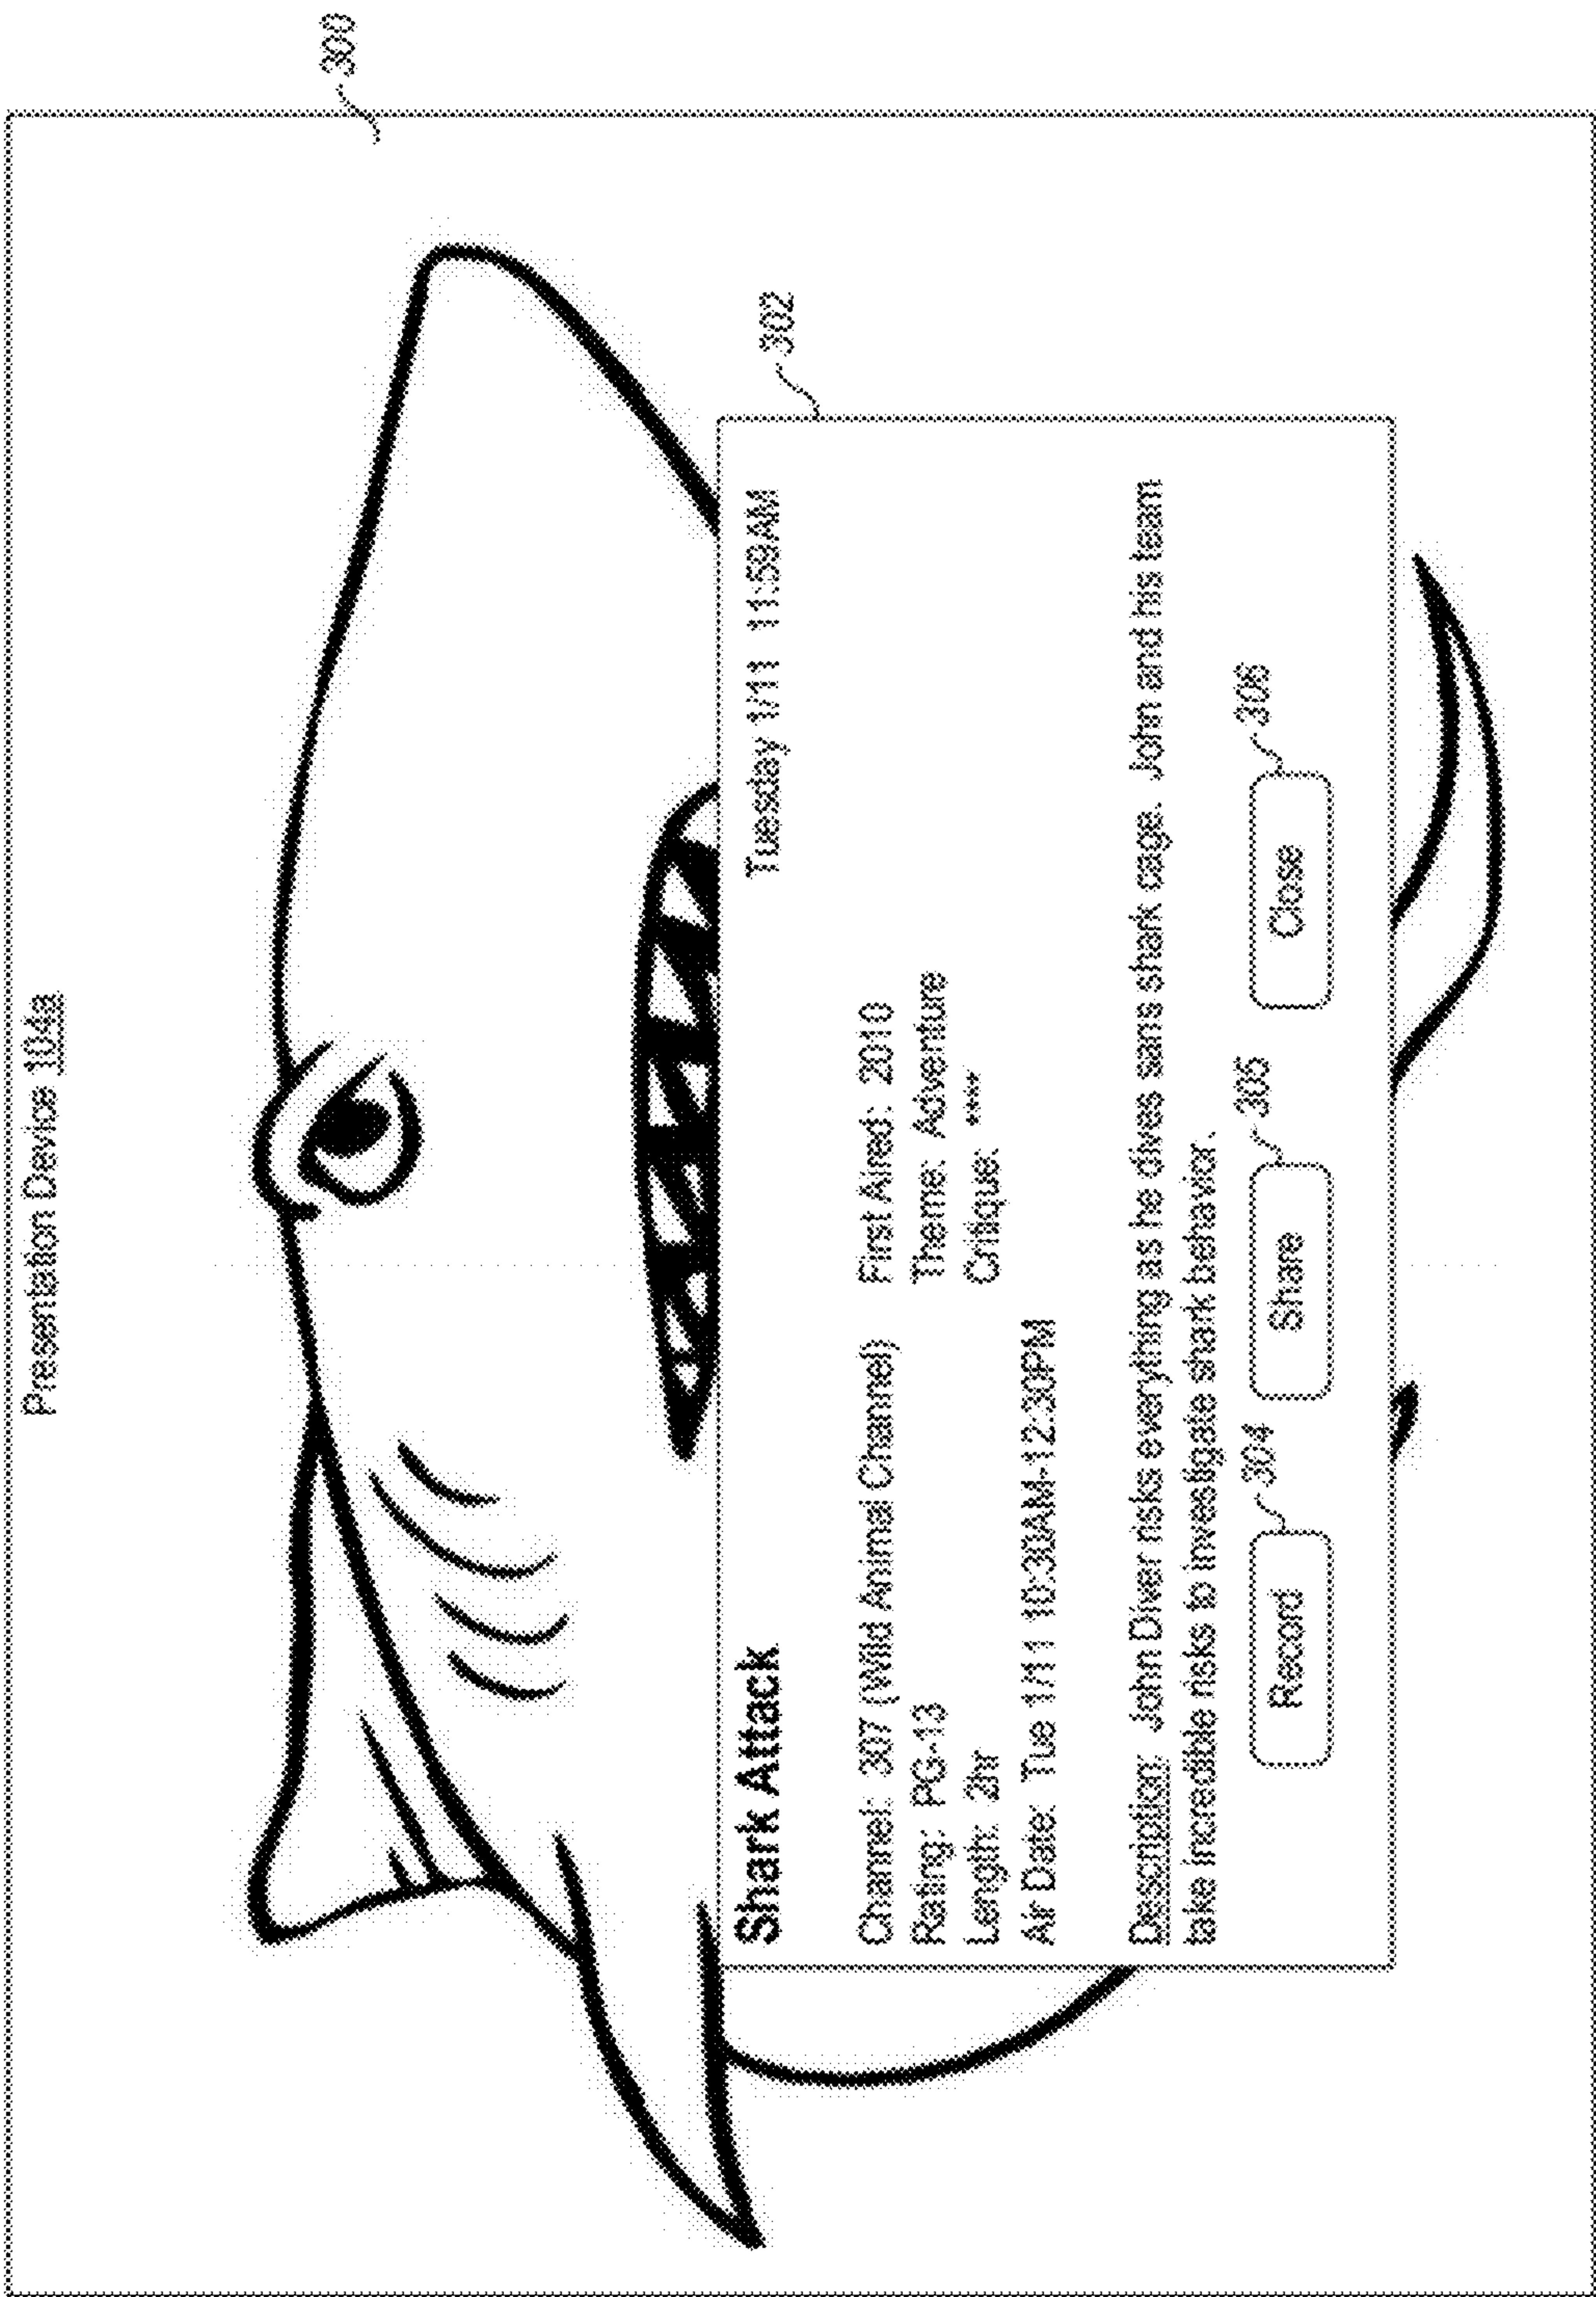 Presentation Device 104a
300
302
Shark Attack
Tuesday 1/11 11:59AM
Channel: 307 (Wild Animal Channel)
First Aired: 2010
Rating: PG-13
Theme: Adventure
Length: 2hr
Critique: ****
Air Date: Tue 1/11 10:30AM-12:30PM
Description: John Diver risks everything as he dives sans shark cage. John and his team
take incredible risks to investigate shark behavior.
304
305
306
Record
Share
Close